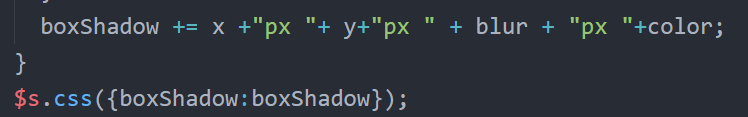 boxShadow += x +"px "+ y+"px " + blur + "px "+color;
}
$s.css({boxShadow:boxShadow});